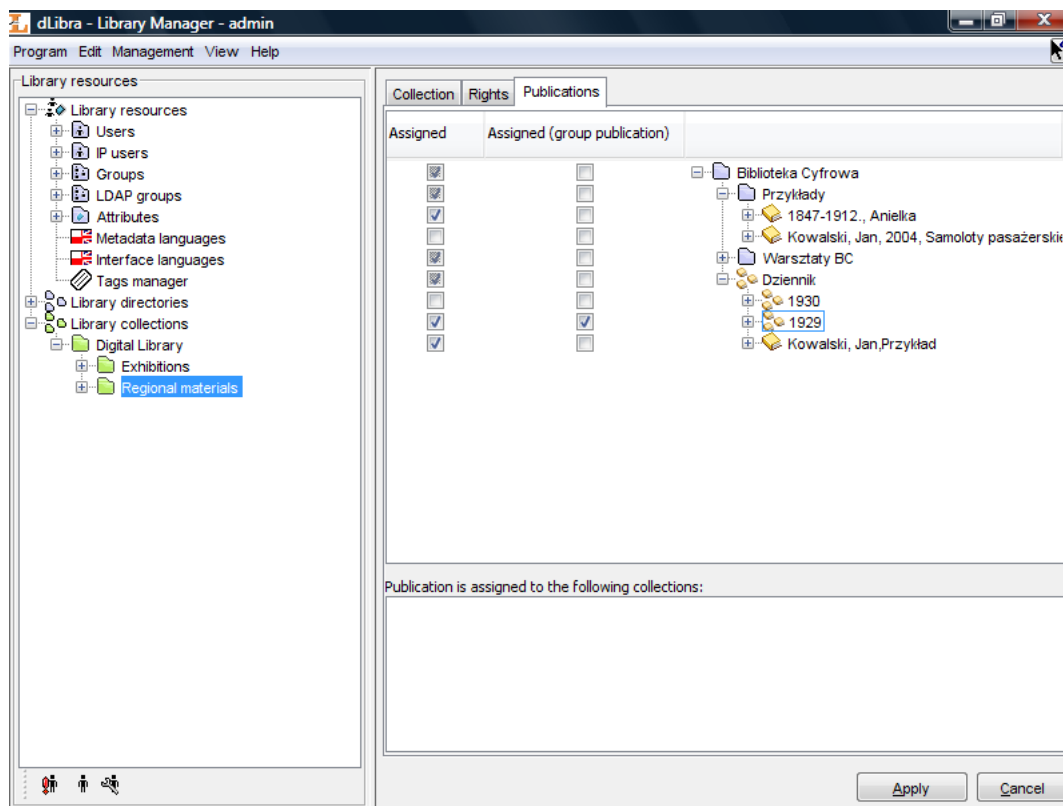 dLibra - Library Manager - admin
Program Edit Management View Help
Library resources
Library resources
Users
IP users
Groups
LDAP groups
Attributes
Metadata languages
Interface languages
Tags manager
Library directories
Library collections
Digital Library
Exhibitions
Regional materials
Collection Rights Publications
Assigned Assigned (group publication)
Biblioteka Cyfrowa
Przykłady
1847-1912., Anielka
Kowalski, Jan, 2004, Samoloty pasażerskie
Warsztaty BC
Dziennik
1930
1929
Kowalski, Jan,Przykład
Publication is assigned to the following collections:
Apply Cancel